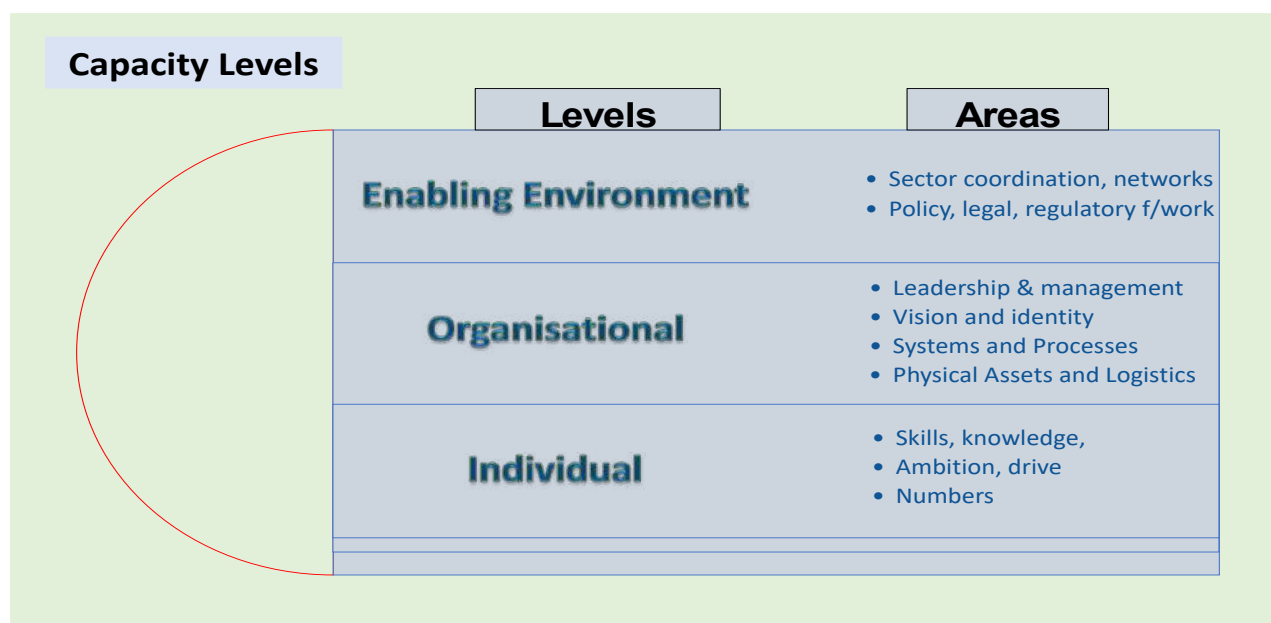 Capacity Levels
Levels
Areas
Enabling Environment
• Sector coordination, networks
• Policy, legal, regulatory f/work
Organisational
• Leadership & management
• Vision and identity
• Systems and Processes
• Physical Assets and Logistics
Individual
• Skills, knowledge,
• Ambition, drive
• Numbers